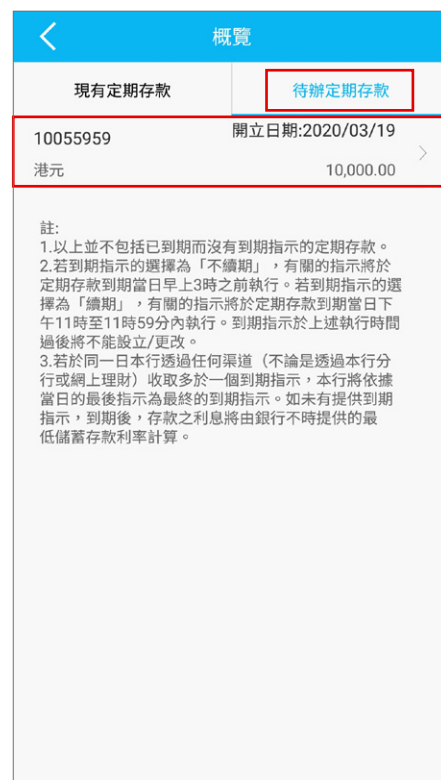 概覽
現有定期存款
待辦定期存款
10055959
開立日期:2020/03/19
港元
10,000.00
註:
1.以上並不包括已到期而沒有到期指示的定期存款。
2.若到期指示的選擇為「不續期」，有關的指示將於
定期存款到期當日早上3時之前執行。若到期指示的選
擇為「續期」，有關的指示將於定期存款到期當日下
午11時至11時59分內執行。到期指示於上述執行時間
過後將不能設立/更改。
3.若於同一日本行透過任何渠道（不論是透過本行分
行或網上理財）收取多於一個到期指示，本行將依據
當日的最後指示為最終的到期指示。如未有提供到期
指示，到期後，存款之利息將由銀行不時提供的最
低儲蓄存款利率計算。